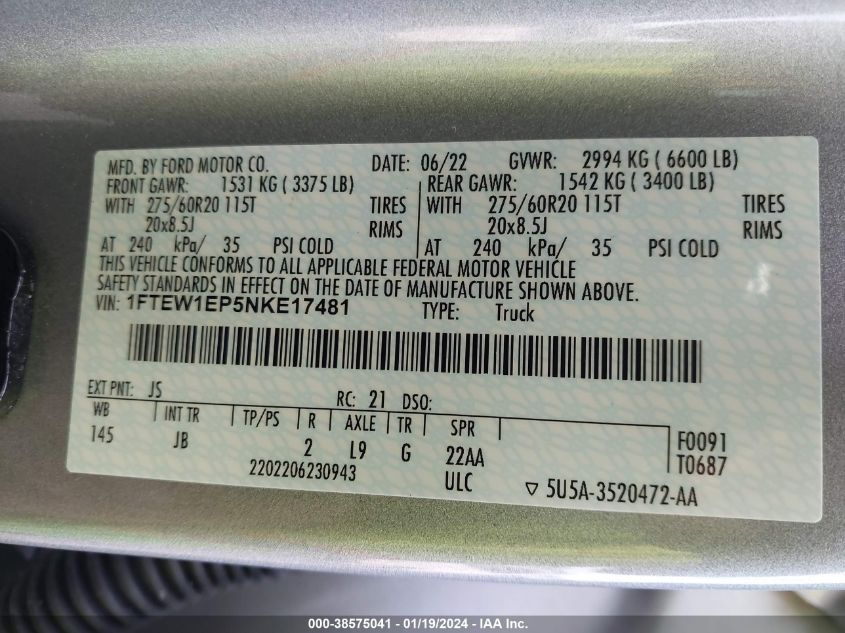 MFD. BY FORD MOTOR CO. DATE: 06/22 GVWR: 2994 KG ( 6600 LB)
FRONT GAWR: 1531 KG ( 3375 LB) REAR GAWR: 1542 KG ( 3400 LB)
WITH 275/60R20 115T TIRES WITH 275/60R20 115T TIRES
20x8.5J RIMS 20x8.5J RIMS
AT 240 kPa/ 35 PSI COLD AT 240 kPa/ 35 PSI COLD
THIS VEHICLE CONFORMS TO ALL APPLICABLE FEDERAL MOTOR VEHICLE
SAFETY STANDARDS IN EFFECT ON THE DATE OF MANUFACTURE SHOWN ABOVE.
VIN: 1FTEW1EP5NKE17481 TYPE: Truck
EXT PNT: JS RC: 21 DSO:
WB INT TR TP/PS R AXLE TR SPR
145 JB 2 L9 G 22AA F0091
2202206230943 ULC T0687
▽ 5U5A-3520472-AA
000-38575041 - 01/19/2024 - IAA Inc.